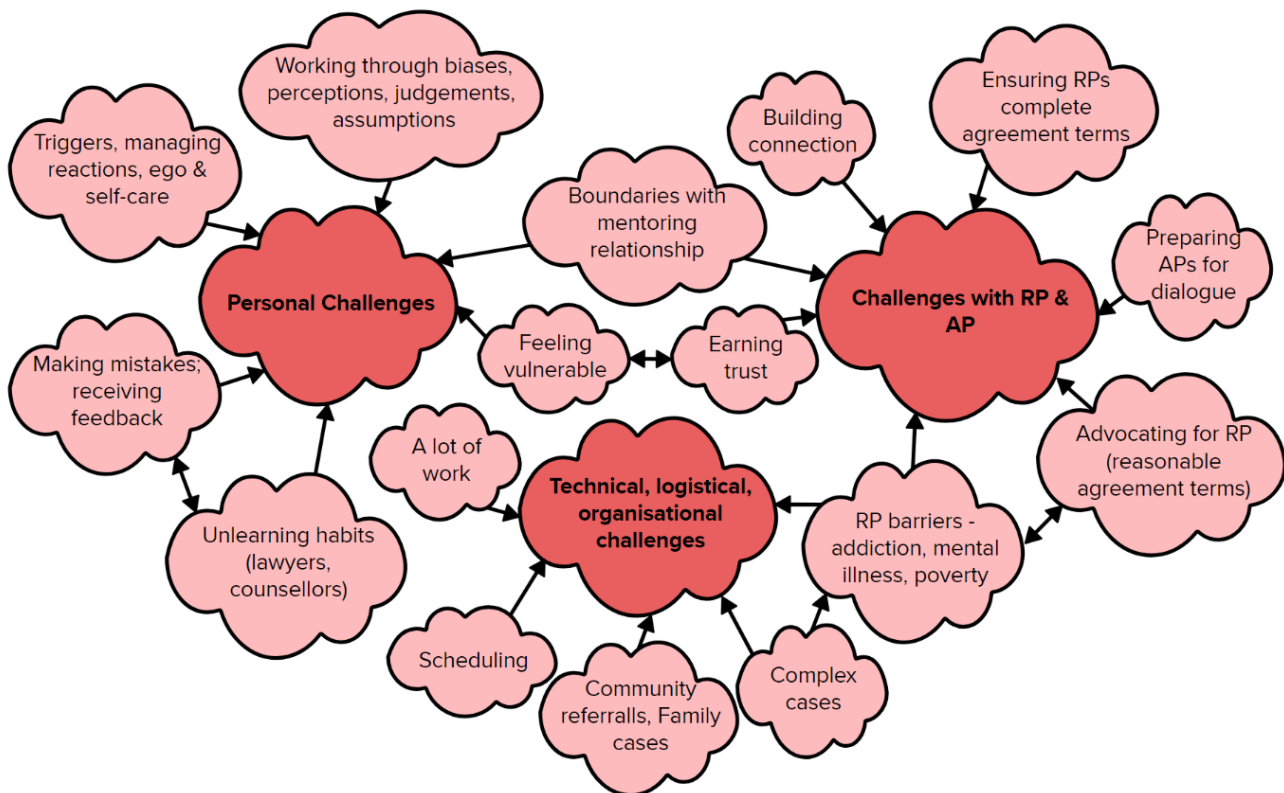 Working through biases,
perceptions, judgements,
assumptions
Ensuring RPs
complete
agreement terms
Building
connection
Triggers, managing
reactions, ego &
self-care
Boundaries with
mentoring
relationship
Preparing
APs for
dialogue
Personal Challenges
Challenges with RP &
AP
Feeling
vulnerable
Earning
trust
Making mistakes;
receiving
feedback
A lot of
work
Advocating for RP
(reasonable
agreement terms)
Technical, logistical,
organisational
challenges
RP barriers -
addiction, mental
illness, poverty
Unlearning habits
(lawyers,
counsellors)
Scheduling
Community
referralls, Family
cases
Complex
cases